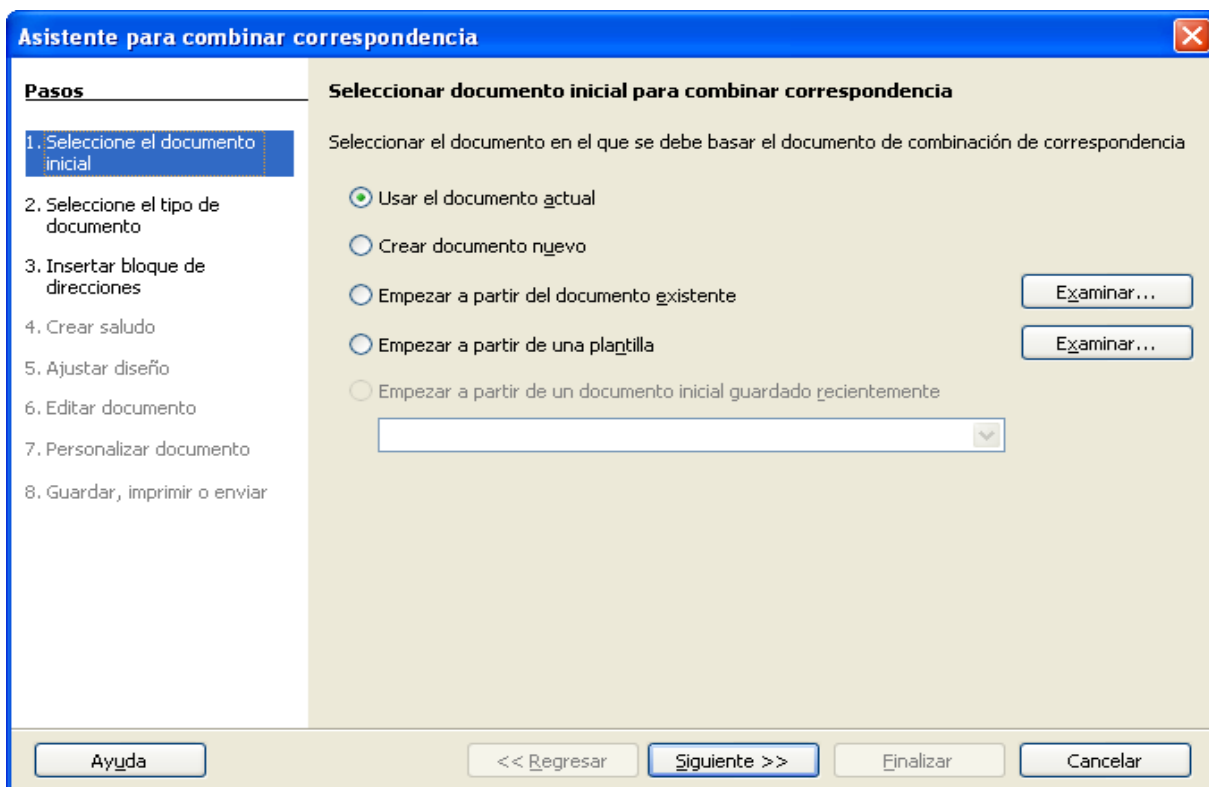 Asistente para combinar correspondencia
Pasos
1. Seleccione el documento
inicial
2. Seleccione el tipo de
documento
3. Insertar bloque de
direcciones
4. Crear saludo
5. Ajustar diseño
6. Editar documento
7. Personalizar documento
8. Guardar, imprimir o enviar
Seleccionar documento inicial para combinar correspondencia
Seleccionar el documento en el que se debe basar el documento de combinación de correspondencia
Usar el documento actual
Crear documento nuevo
Empezar a partir del documento existente
Examinar...
Empezar a partir de una plantilla
Examinar...
Empezar a partir de un documento inicial guardado recientemente
Ayuda
<< Regresar
Siguiente >>
Finalizar
Cancelar